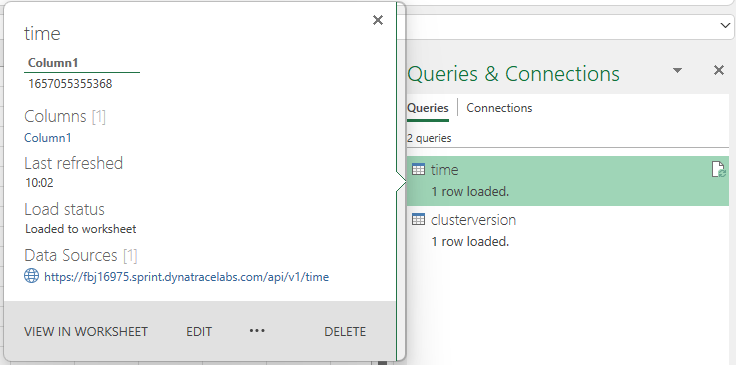 time
Column1
1657055355368
Columns [1]
Column1
Last refreshed
10:02
Load status
Loaded to worksheet
Data Sources [1]
https://fbj16975.sprint.dynatracelabs.com/api/v1/time
VIEW IN WORKSHEET EDIT ••• DELETE
Queries & Connections
Queries | Connections
2 queries
time
1 row loaded.
clusterversion
1 row loaded.